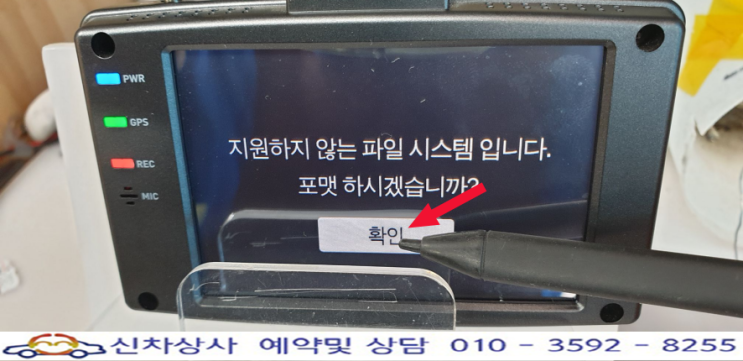 PWR
GPS
REC
MIC
지원하지 않는 파일 시스템 입니다.
포맷 하시겠습니까?
확인
신차상사 예약및 상담 010 - 3592 - 8255